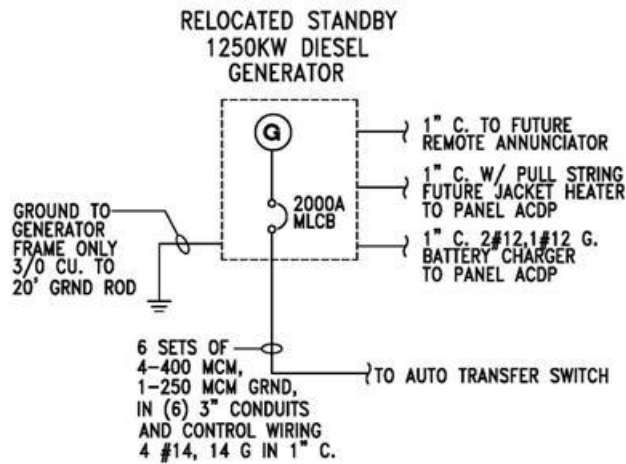 RELOCATED STANDBY
1250KW DIESEL
GENERATOR
G
1" C. TO FUTURE
REMOTE ANNUNCIATOR
1" C. W/ PULL STRING
FUTURE JACKET HEATER
TO PANEL ACDP
2000A
MLCB
GROUND TO
GENERATOR
FRAME ONLY
3/0 CU. TO
20' GRND ROD
1" C. 2#12,1#12 G.
BATTERY CHARGER
TO PANEL ACDP
6 SETS OF
4-400 MCM,
1-250 MCM GRND,
IN (6) 3" CONDUITS
AND CONTROL WIRING
4 #14, 14 G IN 1" C.
TO AUTO TRANSFER SWITCH